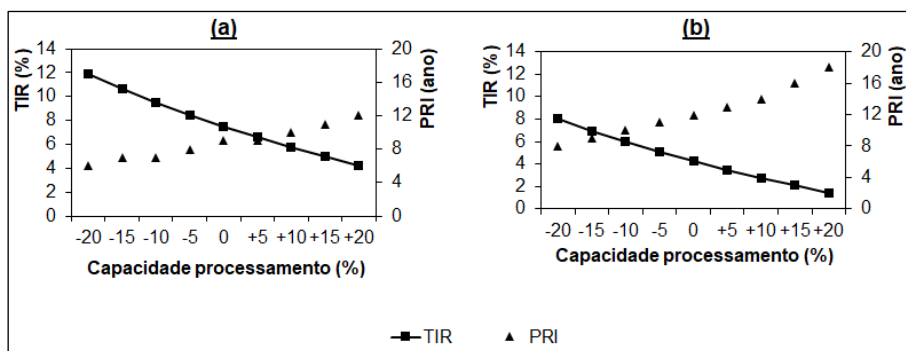 (a)
TIR (%)
14
12
10
8
6
4
2
0
20
16
12
8
4
0
PRI (ano)
-20 -15 -10 -5 0 +5 +10 +15 +20
Capacidade processamento (%)
(b)
TIR (%)
14
12
10
8
6
4
2
0
20
16
12
8
4
0
PRI (ano)
-20 -15 -10 -5 0 +5 +10 +15 +20
Capacidade processamento (%)
TIR PRI